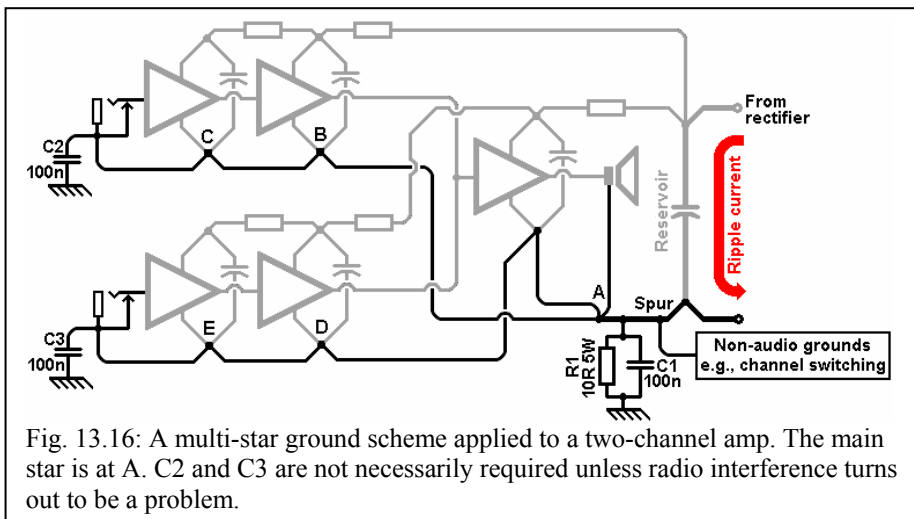 From
rectifier
C
B
C2
100n
Reservoir
Ripple current
A
Spur
E
D
C3
100n
R1
10R 5W
C1
100n
Non-audio grounds
e.g., channel switching
Fig. 13.16: A multi-star ground scheme applied to a two-channel amp. The main
star is at A. C2 and C3 are not necessarily required unless radio interference turns
out to be a problem.